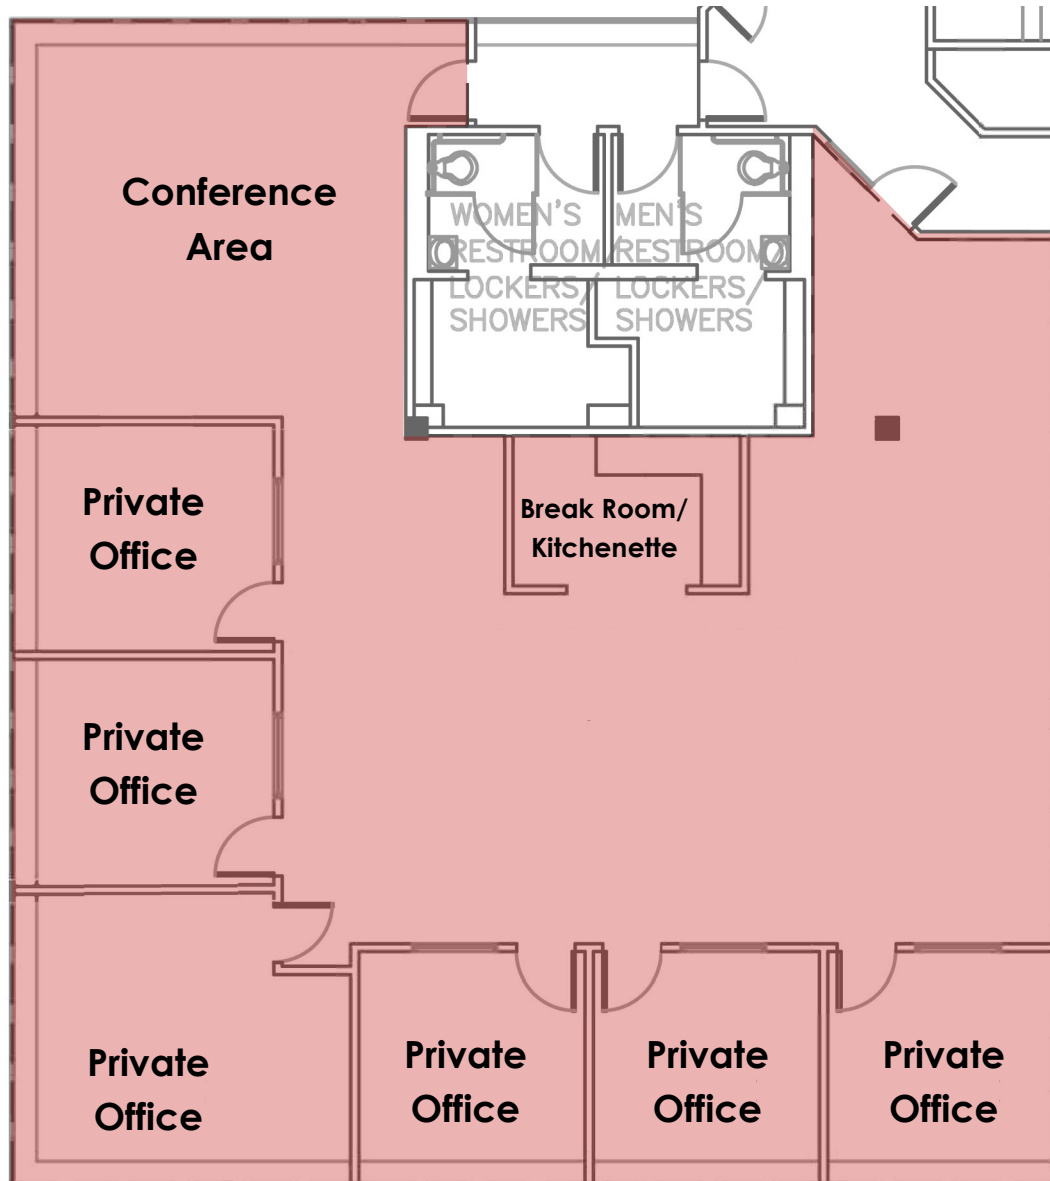 Conference
Area
WOMEN'S
RESTROOM/
LOCKERS/
SHOWERS
MEN'S
RESTROOM/
LOCKERS/
SHOWERS
Private
Office
Break Room/
Kitchenette
Private
Office
Private
Office
Private
Office
Private
Office
Private
Office